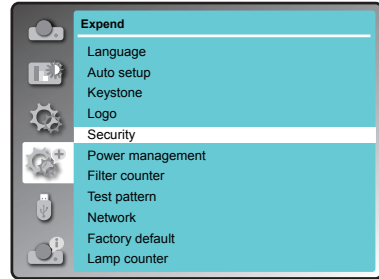 Expend
Language
Auto setup
Keystone
Logo
Security
Power management
Filter counter
Test pattern
Network
Factory default
Lamp counter